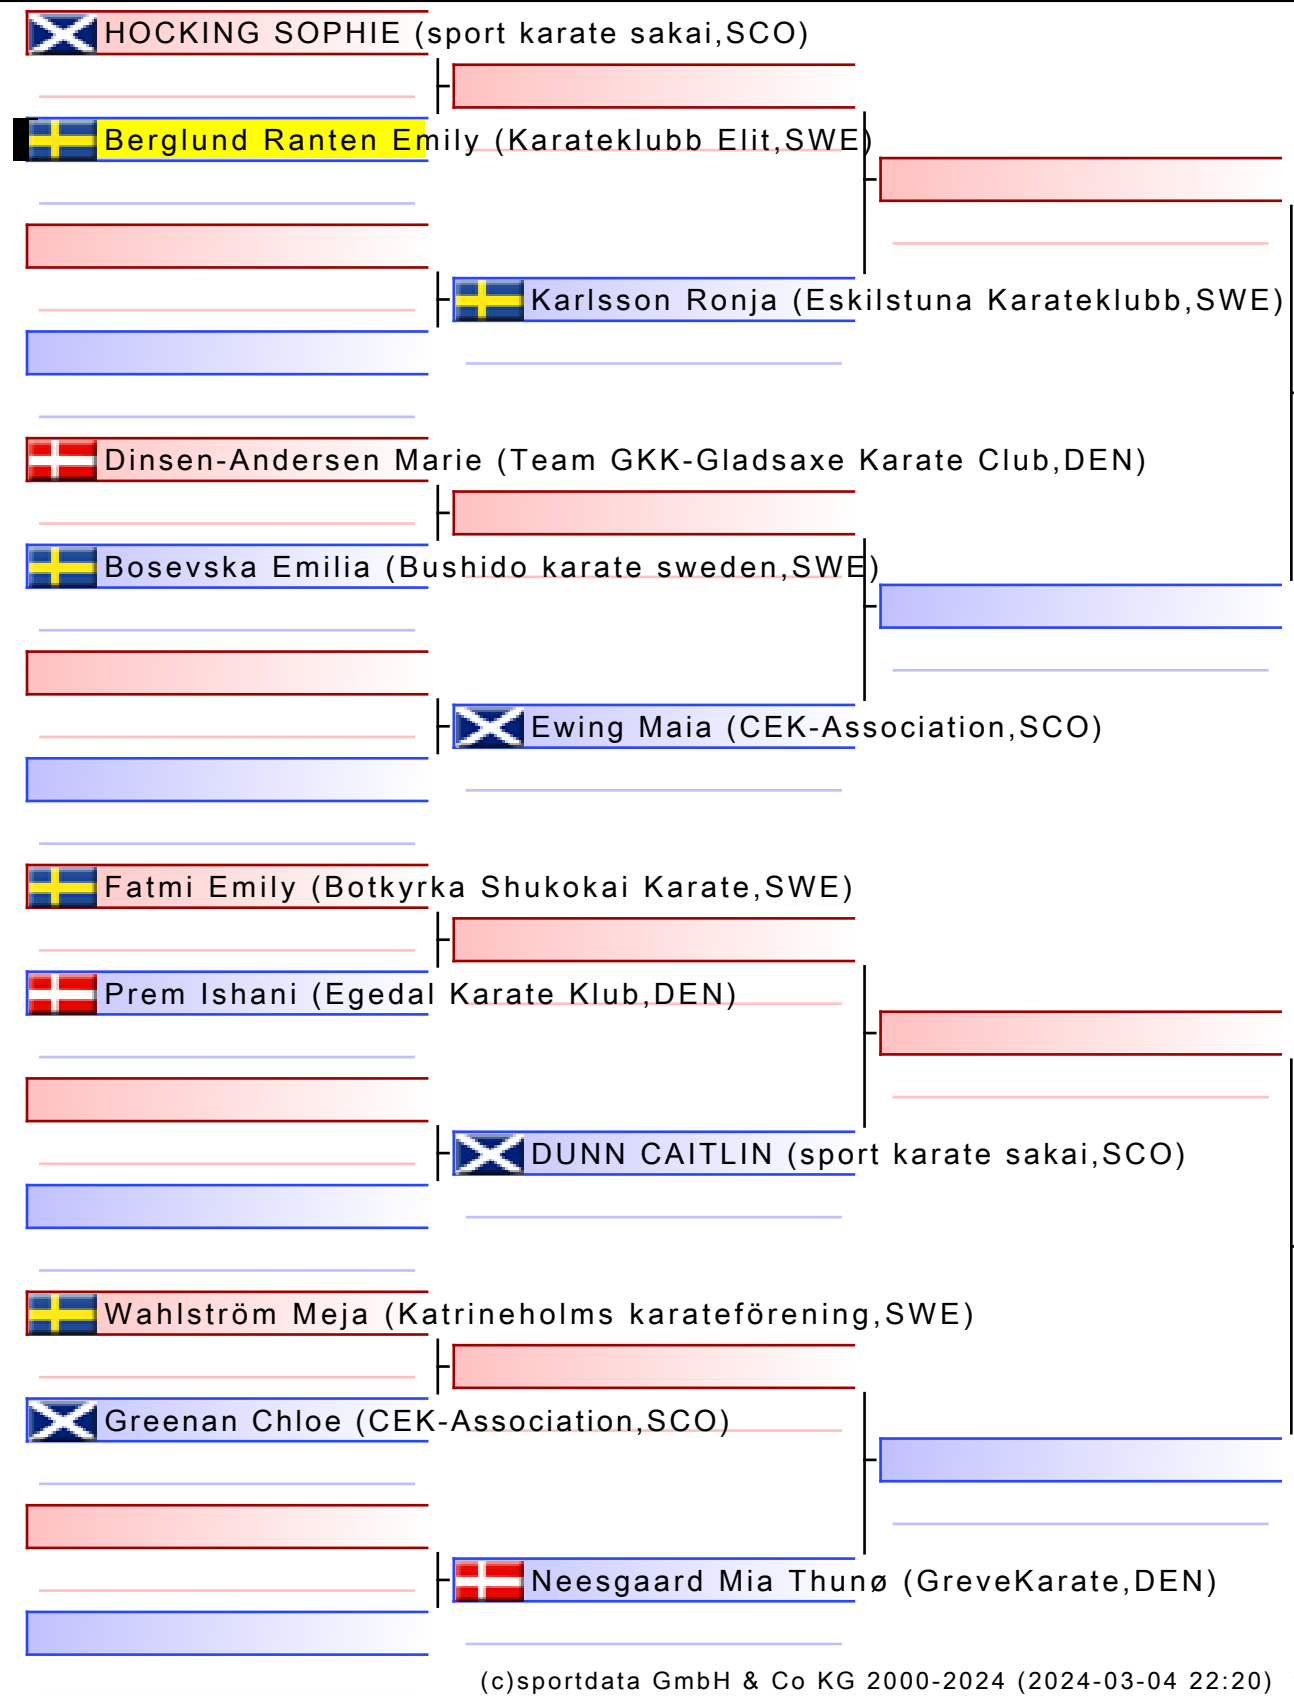 HOCKING SOPHIE (sport karate sakai,SCO)
Berglund Ranten Emily (Karateklubb Elit,SWE)
Karlsson Ronja (Eskilstuna Karateklubb,SWE)
Dinsen-Andersen Marie (Team GKK-Gladsaxe Karate Club,DEN)
Bosevska Emilia (Bushido karate sweden,SWE)
Ewing Maia (CEK-Association,SCO)
Fatmi Emily (Botkyrka Shukokai Karate,SWE)
Prem Ishani (Egedal Karate Klub,DEN)
DUNN CAITLIN (sport karate sakai,SCO)
Wahlström Meja (Katrineholms karateförening,SWE)
Greenan Chloe (CEK-Association,SCO)
Neesgaard Mia Thunø (GreveKarate,DEN)
(c)sportdata GmbH & Co KG 2000-2024 (2024-03-04 22:20)